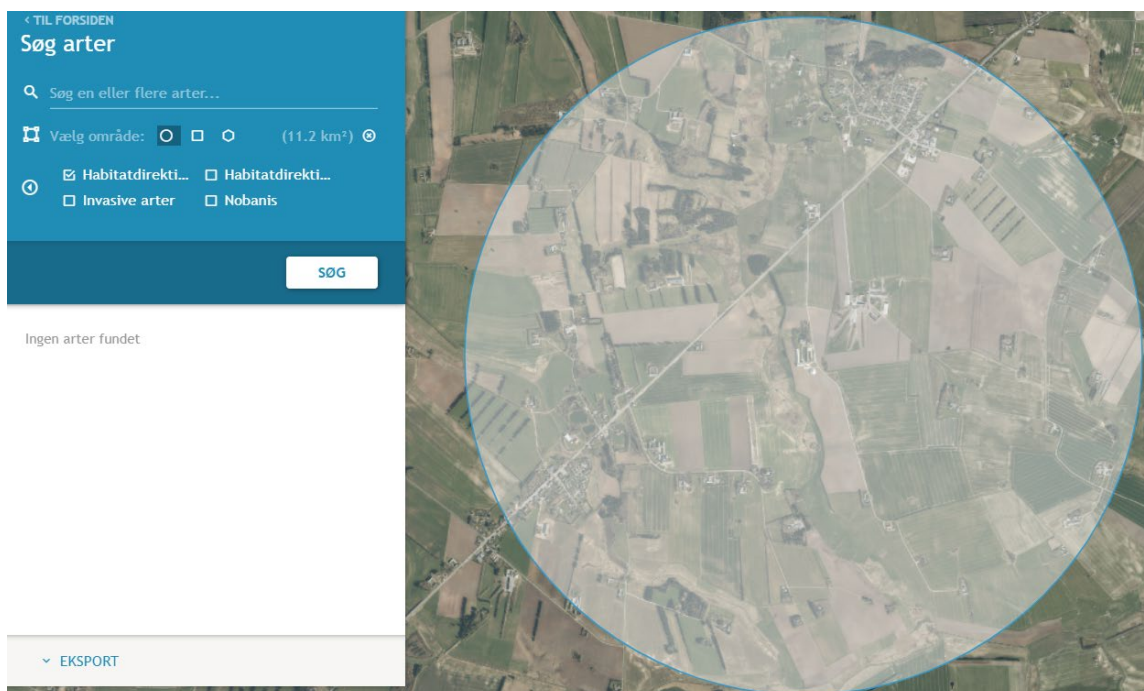 ‹ TIL FORSIDEN
Søg arter
Søg en eller flere arter...
Vælg område: (11.2 km²)
Habitatdirekti... Habitatdirekti...
Invasive arter Nobanis
SØG
Ingen arter fundet
EKSPORT